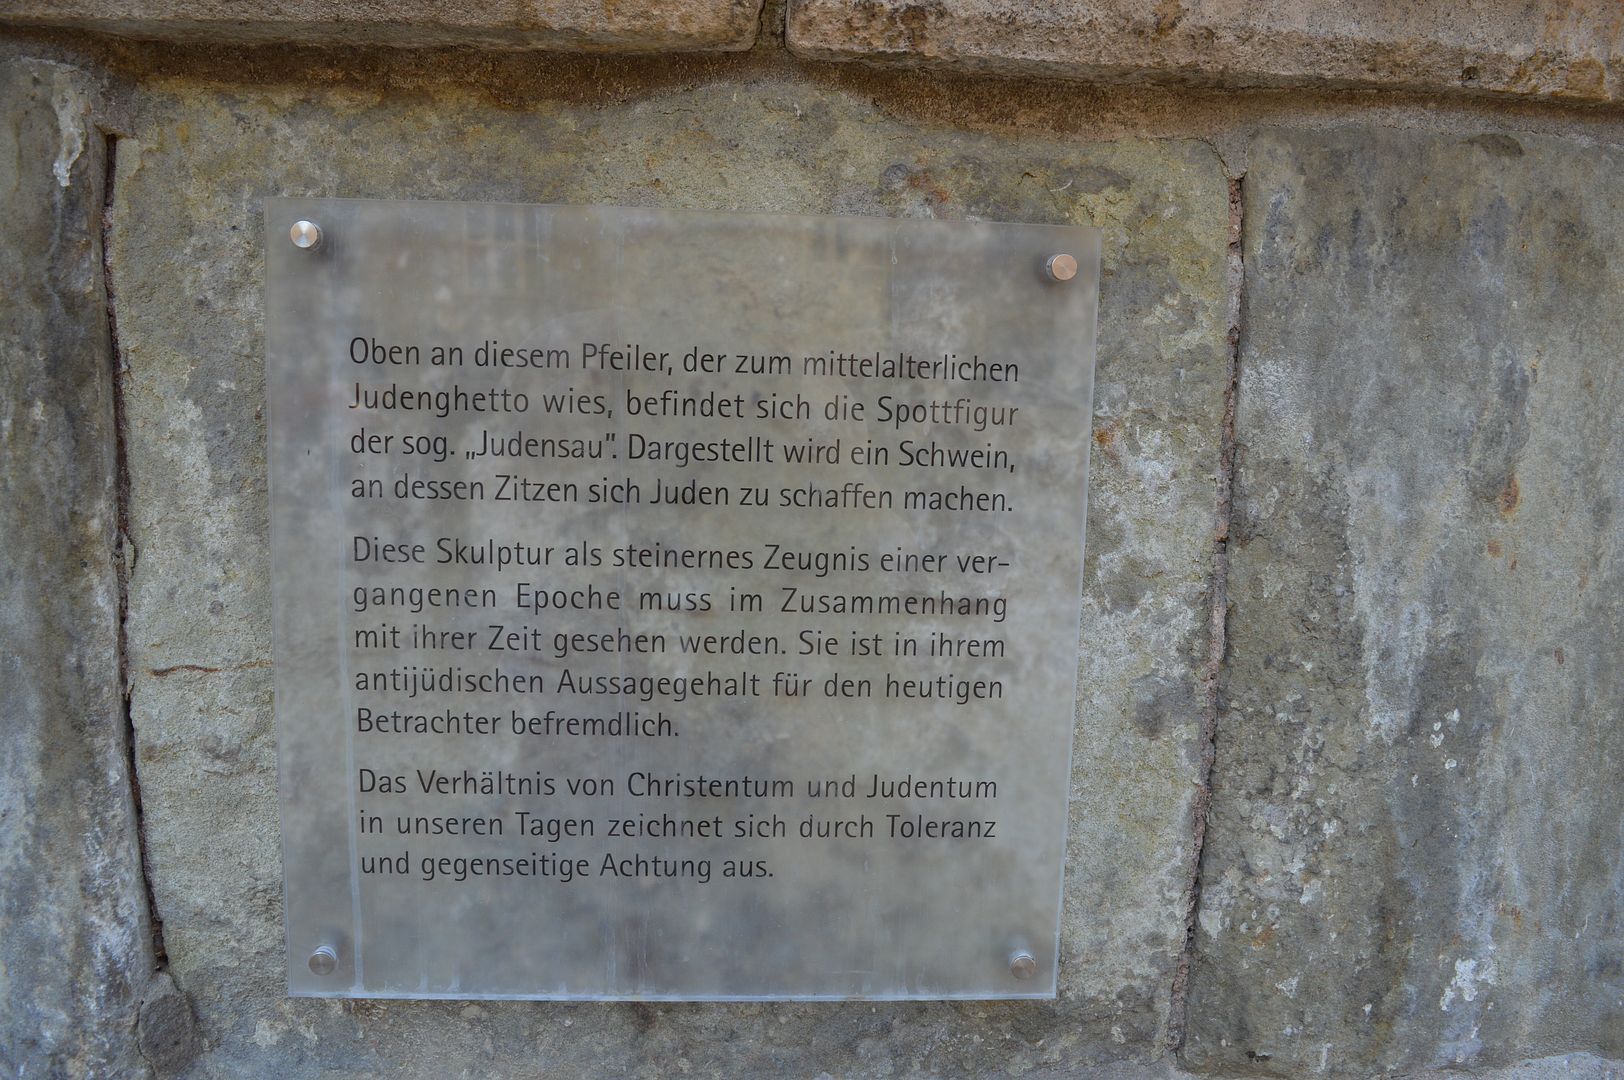 Oben an diesem Pfeiler, der zum mittelalterlichen
Judenghetto wies, befindet sich die Spottfigur
der sog. „Judensau". Dargestellt wird ein Schwein,
an dessen Zitzen sich Juden zu schaffen machen.
Diese Skulptur als steinernes Zeugnis einer ver-
gangenen Epoche muss im Zusammenhang
mit ihrer Zeit gesehen werden. Sie ist in ihrem
antijüdischen Aussagegehalt für den heutigen
Betrachter befremdlich.
Das Verhältnis von Christentum und Judentum
in unseren Tagen zeichnet sich durch Toleranz
und gegenseitige Achtung aus.